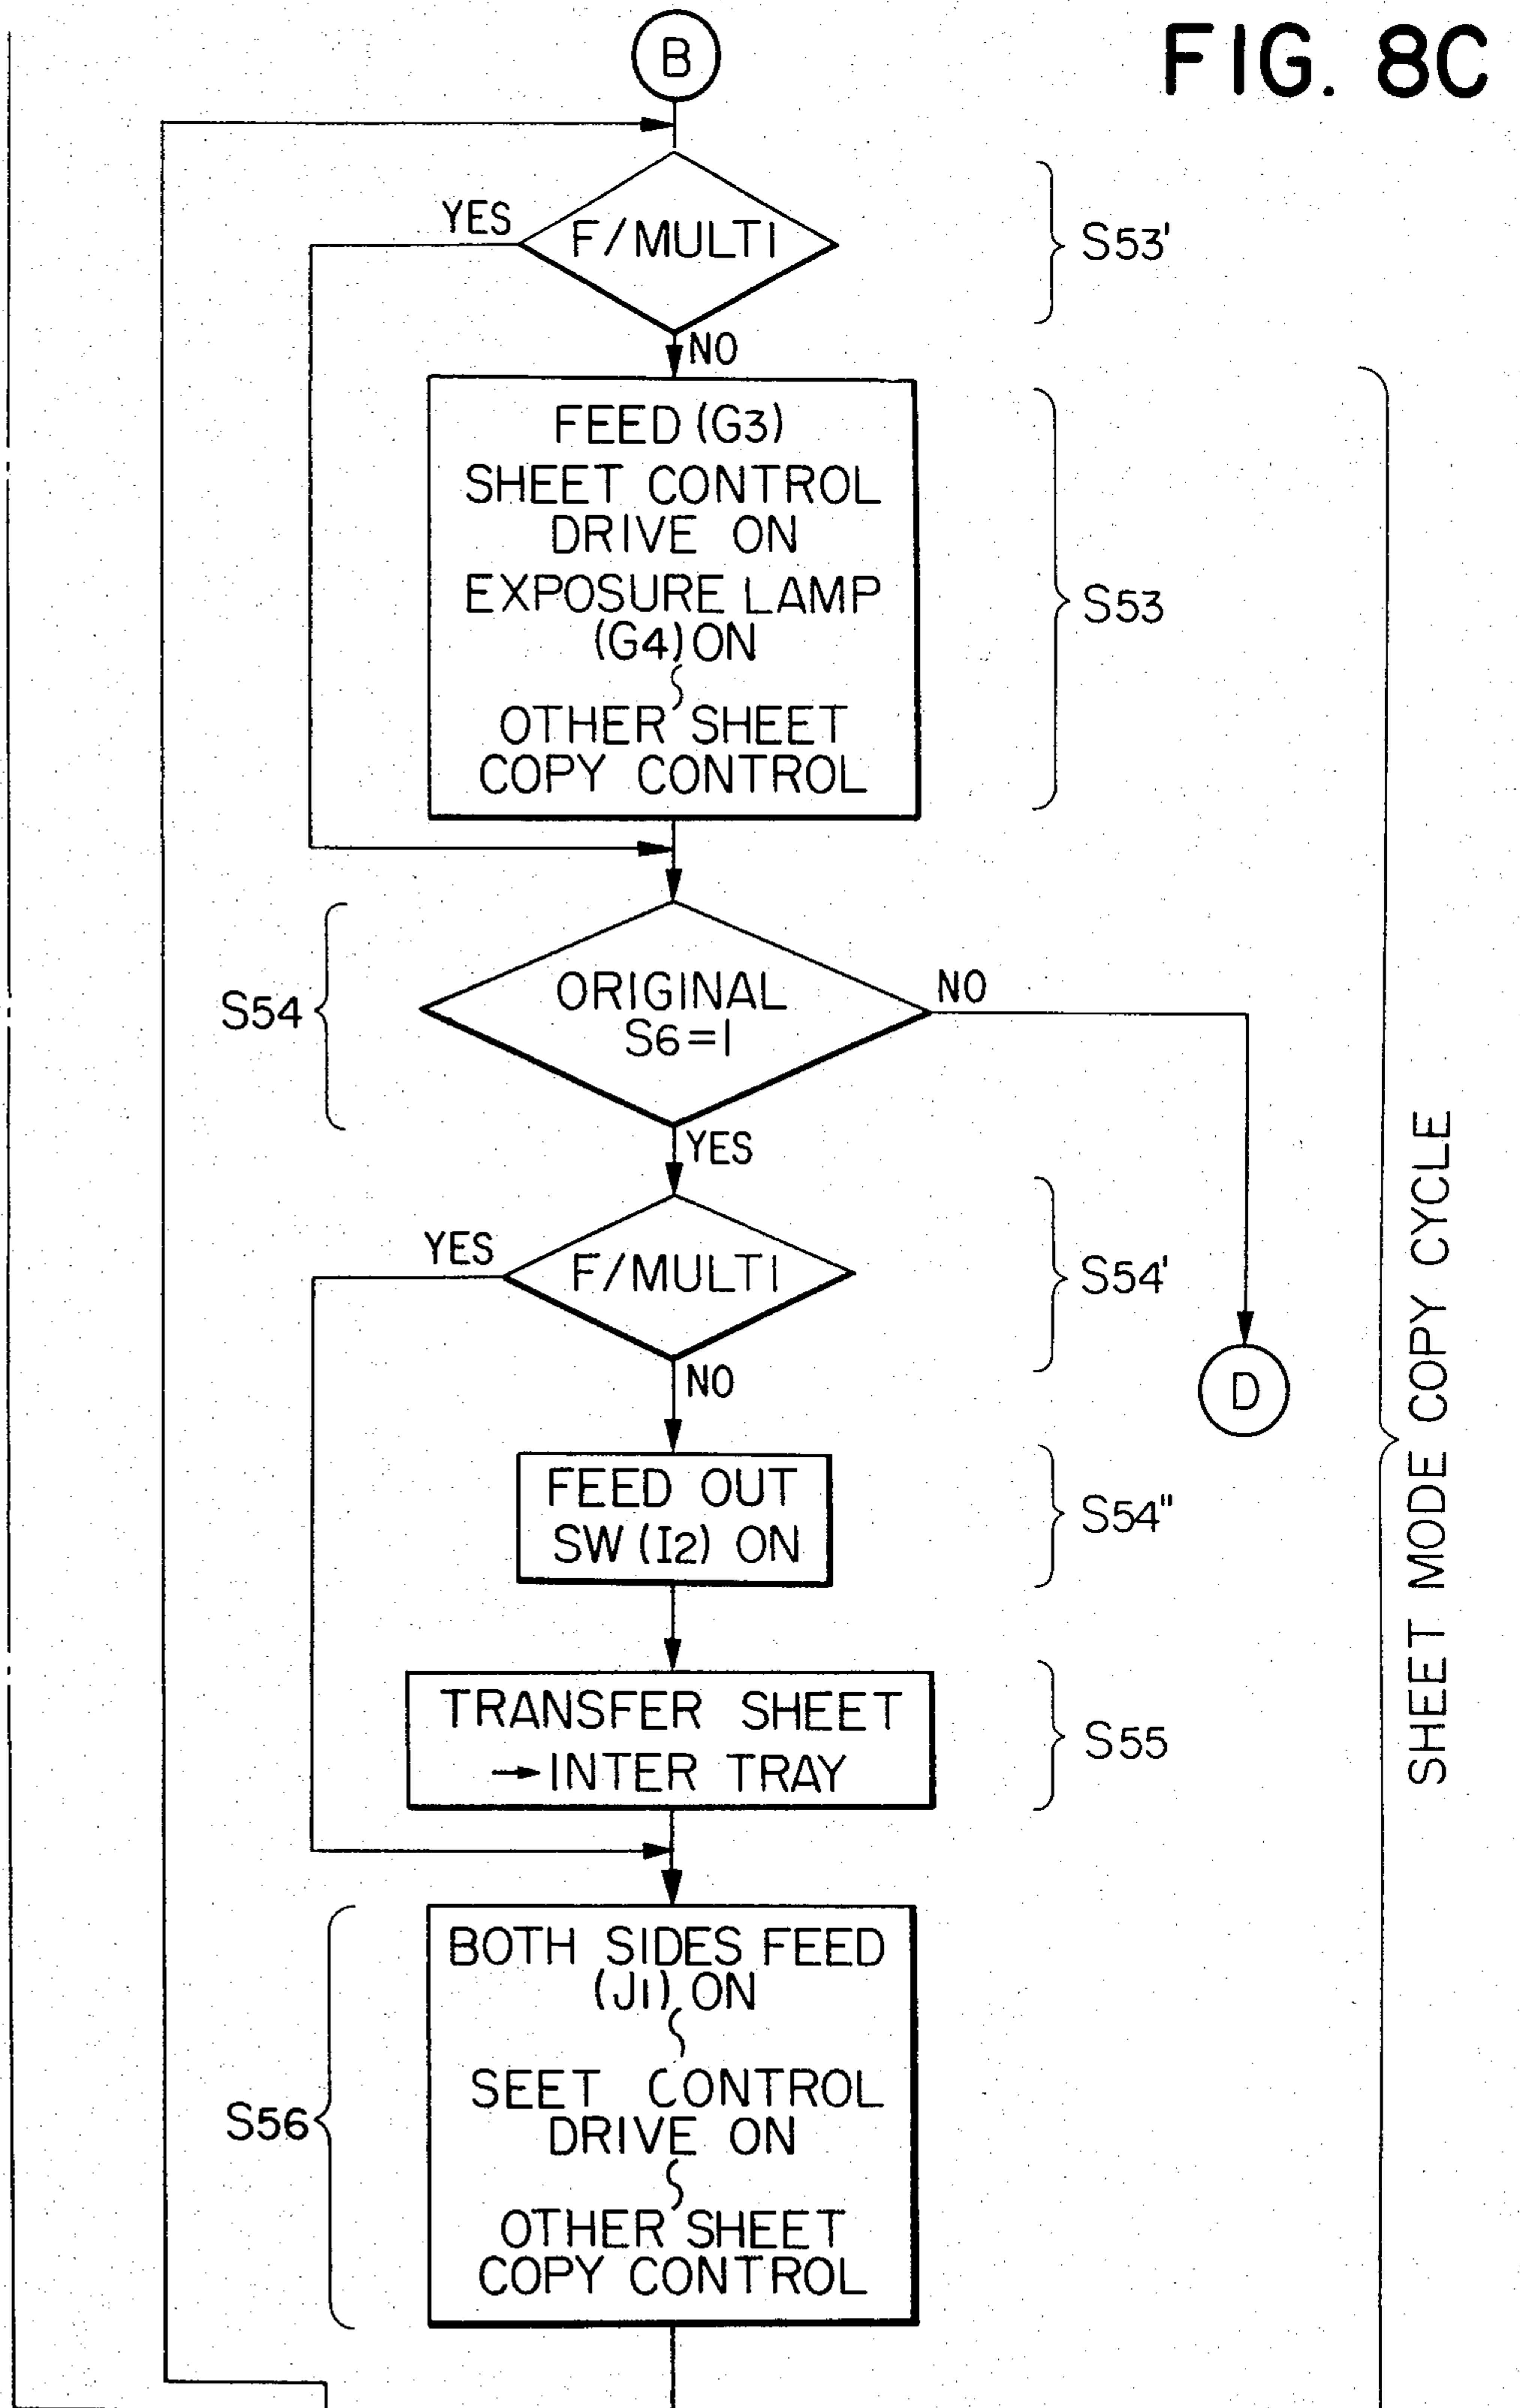 FIG. 8C
B
F/MULTI
YES
S53'
NO
FEED (G3)
SHEET CONTROL
DRIVE ON
EXPOSURE LAMP
(G4) ON
OTHER SHEET
COPY CONTROL
S53
ORIGINAL
S6=1
S54
NO
YES
F/MULTI
YES
S54'
D
NO
FEED OUT
SW (I2) ON
S54"
TRANSFER SHEET
→INTER TRAY
S55
BOTH SIDES FEED
(J1) ON
SEET CONTROL
DRIVE ON
OTHER SHEET
COPY CONTROL
S56
SHEET MODE COPY CYCLE